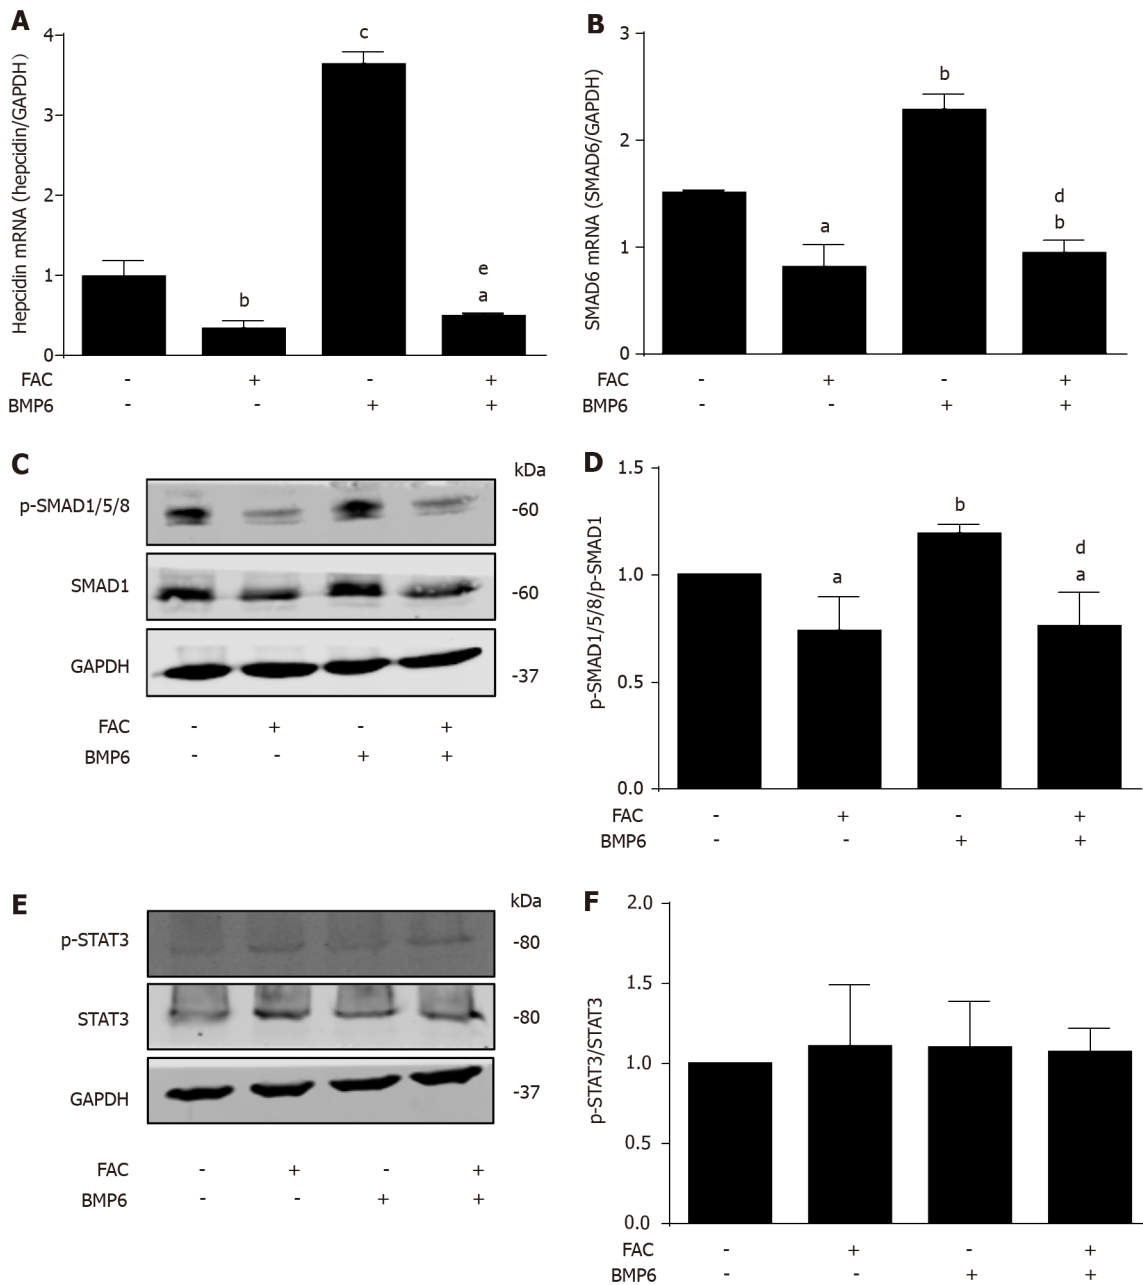 A
Hepcidin mRNA (hepcidin/GAPDH)
4
3
2
1
0
b
c
e
a
FAC - + - +
BMP6 - - + +
B
SMAD6 mRNA (SMAD6/GAPDH)
3
2
1
0
a
b
d
b
FAC - + - +
BMP6 - - + +
C
kDa
p-SMAD1/5/8 -60
SMAD1 -60
GAPDH -37
FAC - + - +
BMP6 - - + +
D
p-SMAD1/5/8/p-SMAD1
1.5
1.0
0.5
0.0
a
b
d
a
FAC - + - +
BMP6 - - + +
E
kDa
p-STAT3 -80
STAT3 -80
GAPDH -37
FAC - + - +
BMP6 - - + +
F
p-STAT3/STAT3
2.0
1.5
1.0
0.5
0.0
FAC - + - +
BMP6 - - + +